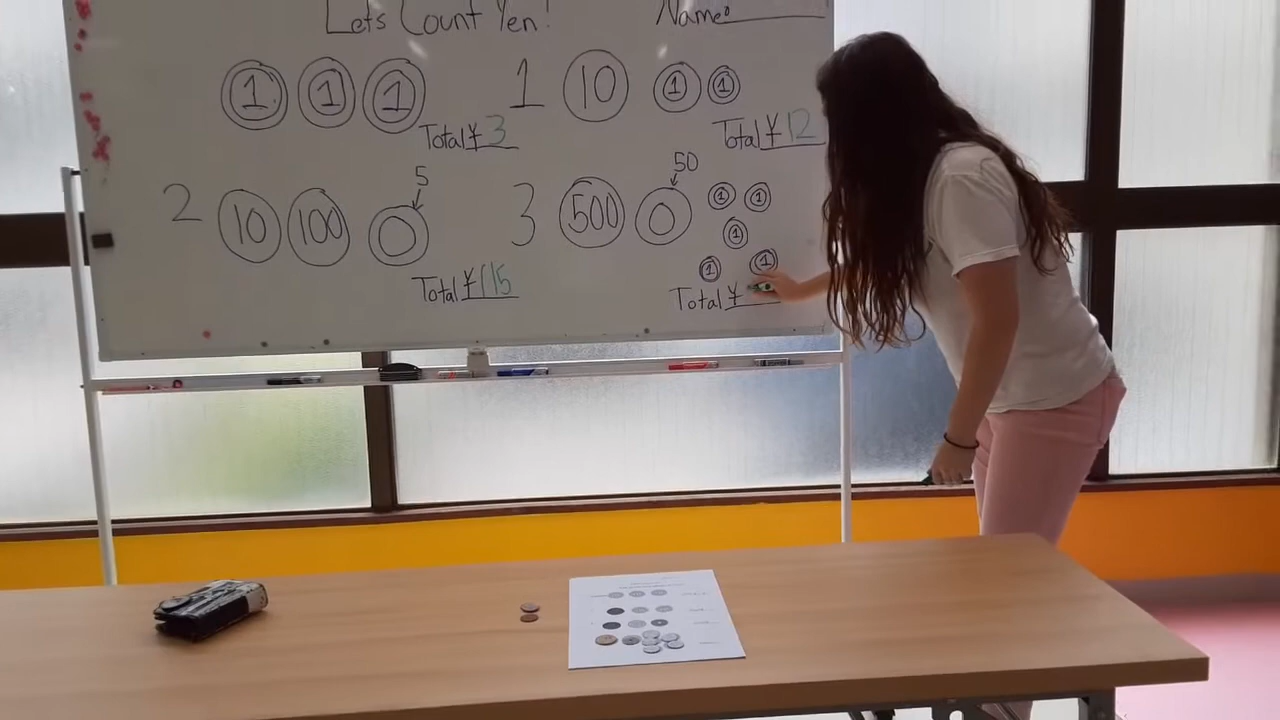 Lets Count Yen! Name:
1 1 1
Total ¥ 3
1 10 1 1
Total ¥ 12
2 10 100 5
Total ¥ 115
3 500 50 1 1 1 1 1
Total ¥